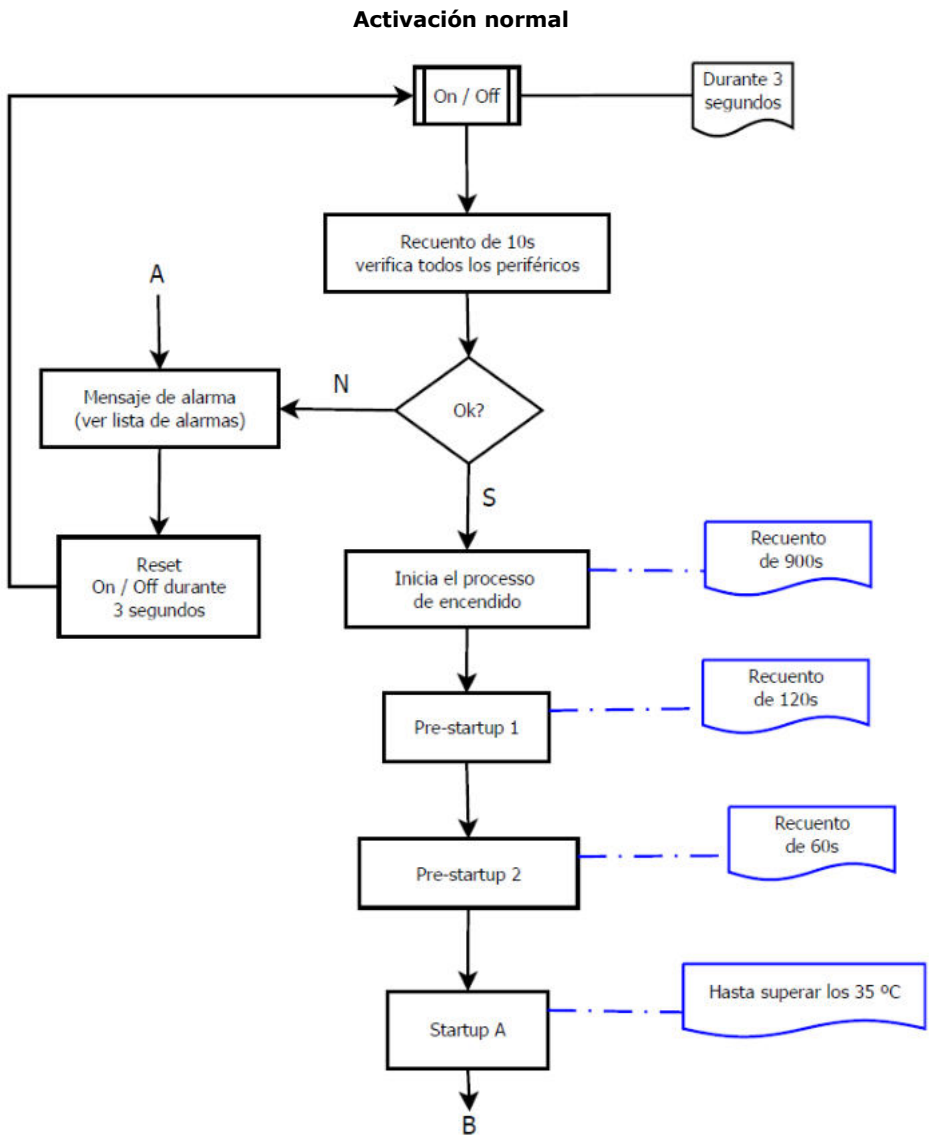 Activación normal
On / Off
Durante 3
segundos
Recuento de 10s
verifica todos los periféricos
A
Mensaje de alarma
(ver lista de alarmas)
N
Ok?
S
Reset
On / Off durante
3 segundos
Inicia el processo
de encendido
Recuento
de 900s
Pre-startup 1
Recuento
de 120s
Pre-startup 2
Recuento
de 60s
Startup A
Hasta superar los 35 ºC
B